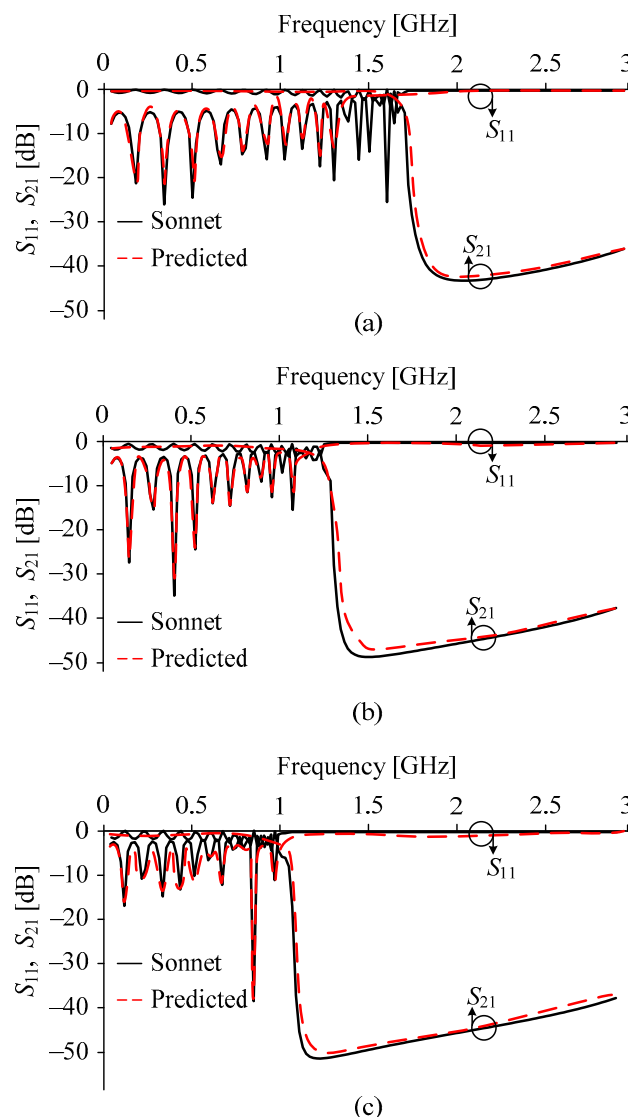 Frequency [GHz]
0 0.5 1 1.5 2 2.5 3
0
–10
–20
–30
–40
–50
S11, S21 [dB]
S11
S21
Sonnet
Predicted
(a)
Frequency [GHz]
0 0.5 1 1.5 2 2.5 3
0
–10
–20
–30
–40
–50
S11, S21 [dB]
S11
S21
Sonnet
Predicted
(b)
Frequency [GHz]
0 0.5 1 1.5 2 2.5 3
0
–10
–20
–30
–40
–50
S11, S21 [dB]
S11
S21
Sonnet
Predicted
(c)